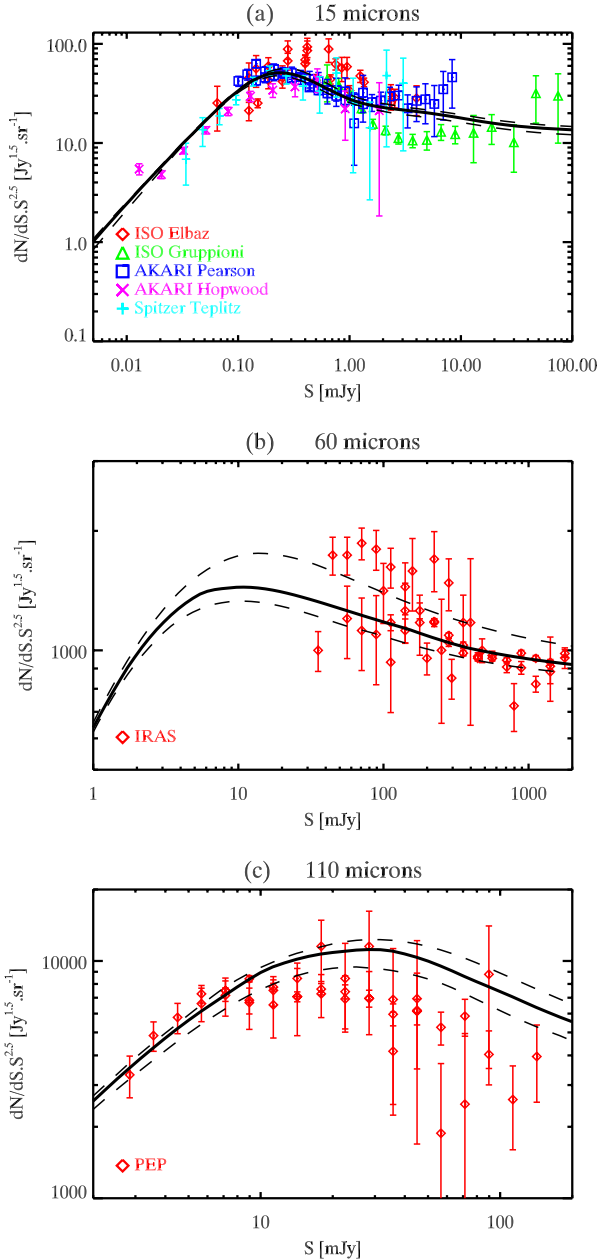 (a) 15 microns
dN/dS.S^2.5 [Jy^1.5.sr^-1]
100.0
10.0
1.0
0.1
ISO Elbaz
ISO Gruppioni
AKARI Pearson
AKARI Hopwood
Spitzer Teplitz
0.01 0.10 1.00 10.00 100.00
S [mJy]
(b) 60 microns
dN/dS.S^2.5 [Jy^1.5.sr^-1]
1000
IRAS
1 10 100 1000
S [mJy]
(c) 110 microns
dN/dS.S^2.5 [Jy^1.5.sr^-1]
10000
1000
PEP
10 100
S [mJy]